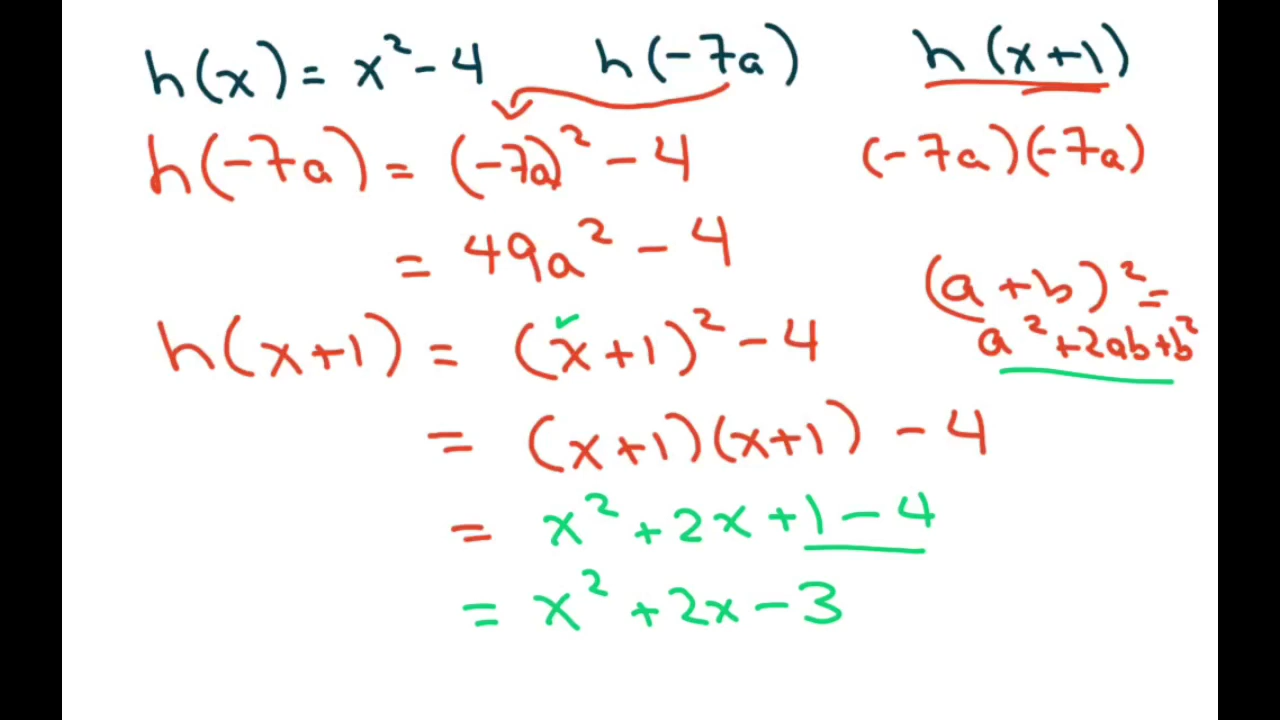 h(x) = x² - 4 h(-7a) h(x+1)
h(-7a) = (-7a)² - 4 (-7a)(-7a)
= 49a² - 4
(a + b)² =
a² + 2ab + b²
h(x+1) = (x+1)² - 4
= (x+1)(x+1) - 4
= x² + 2x + 1 - 4
= x² + 2x - 3